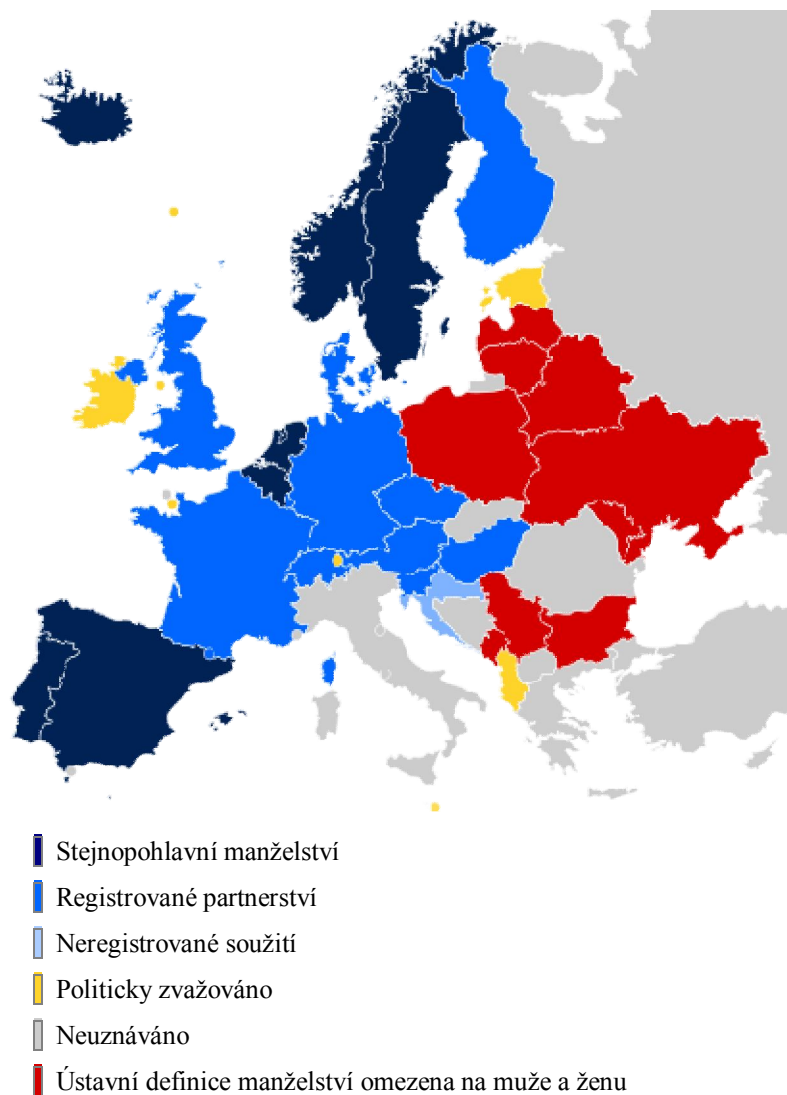 Stejnopohlavní manželství
Registrované partnerství
Neregistrované soužití
Politicky zvažováno
Neuznáváno
Ústavní definice manželství omezena na muže a ženu